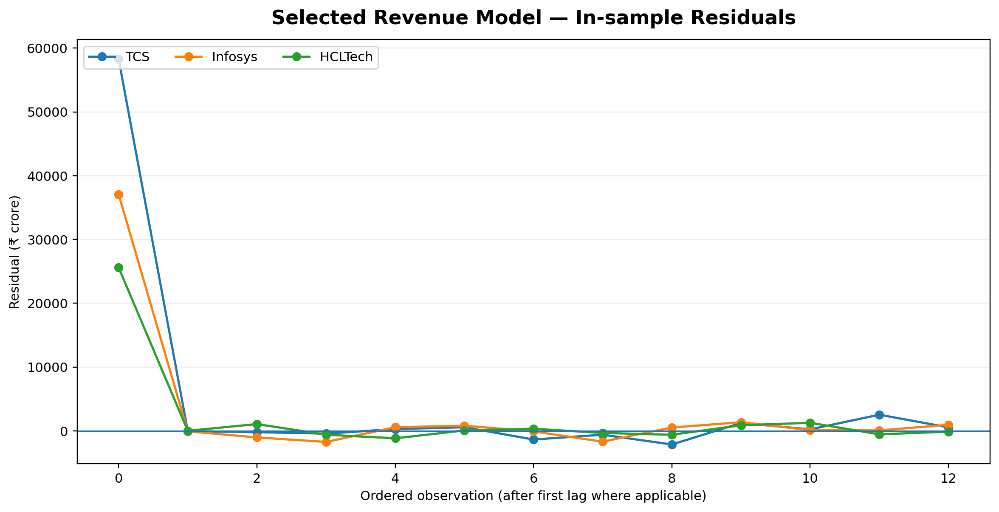 Selected Revenue Model — In-sample Residuals
TCS Infosys HCLTech
60000
50000
40000
30000
20000
10000
0
Residual (₹ crore)
0 2 4 6 8 10 12
Ordered observation (after first lag where applicable)